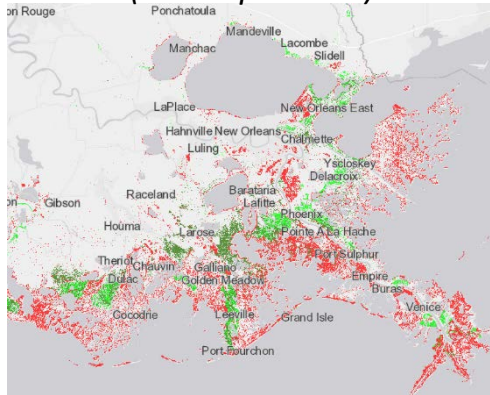 on Rouge
Ponchatoula
Mandeville
Lacombe
Manchac
Slidell
LaPlace
New Orleans East
Hahnville New Orleans
Chalmette
Luling
Yscloskey
Delacroix
Raceland
Barataria
Gibson
Lafitte
Phoenix
Houma
Larose
Pointe A La Hache
Theriot
Chauvin
Galliano
Port Sulphur
Dulac
Golden Meadow
Empire
Buras
Cocodrie
Leeville
Grand Isle
Venice
Port Fourchon